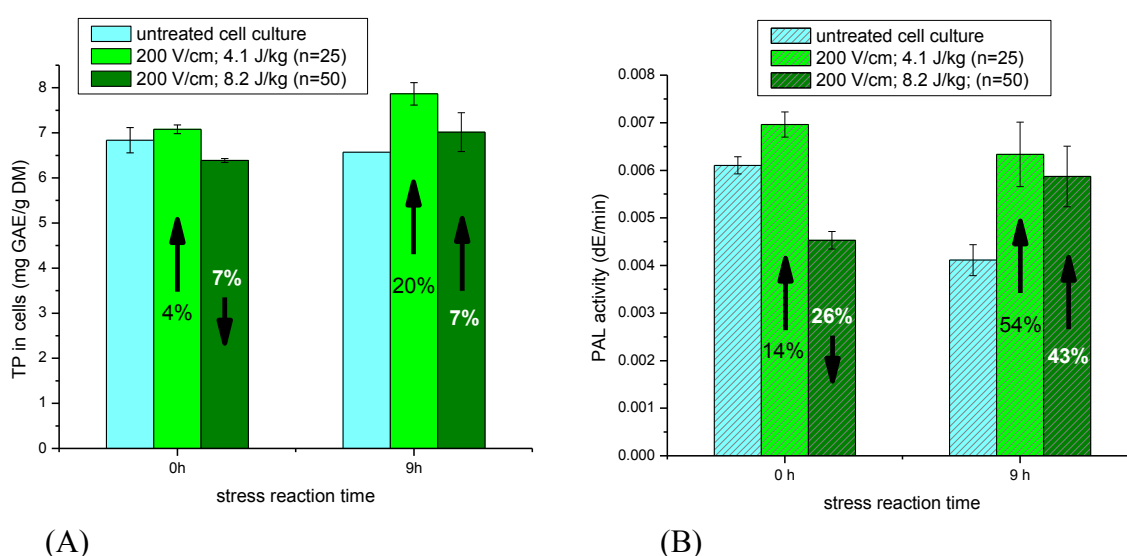 untreated cell culture
200 V/cm; 4.1 J/kg (n=25)
200 V/cm; 8.2 J/kg (n=50)
TP in cells (mg GAE/g DM)
8
7
6
5
4
3
2
1
0
4%
7%
20%
7%
0h
9h
stress reaction time
(A)
untreated cell culture
200 V/cm; 4.1 J/kg (n=25)
200 V/cm; 8.2 J/kg; (n=50)
PAL activity (dE/min)
0.008
0.007
0.006
0.005
0.004
0.003
0.002
0.001
0.000
14%
26%
54%
43%
0 h
9 h
stress reaction time
(B)